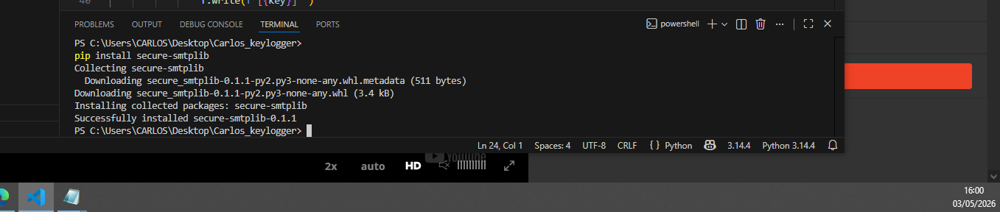 40 f.write(f'[{key}]')
PROBLEMS OUTPUT DEBUG CONSOLE TERMINAL PORTS powershell
PS C:\Users\CARLOS\Desktop\Carlos_keylogger>
pip install secure-smtplib
Collecting secure-smtplib
Downloading secure_smtplib-0.1.1-py2.py3-none-any.whl.metadata (511 bytes)
Downloading secure_smtplib-0.1.1-py2.py3-none-any.whl (3.4 kB)
Installing collected packages: secure-smtplib
Successfully installed secure-smtplib-0.1.1
PS C:\Users\CARLOS\Desktop\Carlos_keylogger>
Ln 24, Col 1 Spaces: 4 UTF-8 CRLF { } Python 3.14.4 Python 3.14.4
YouTube
2x auto HD
16:00
03/05/2026